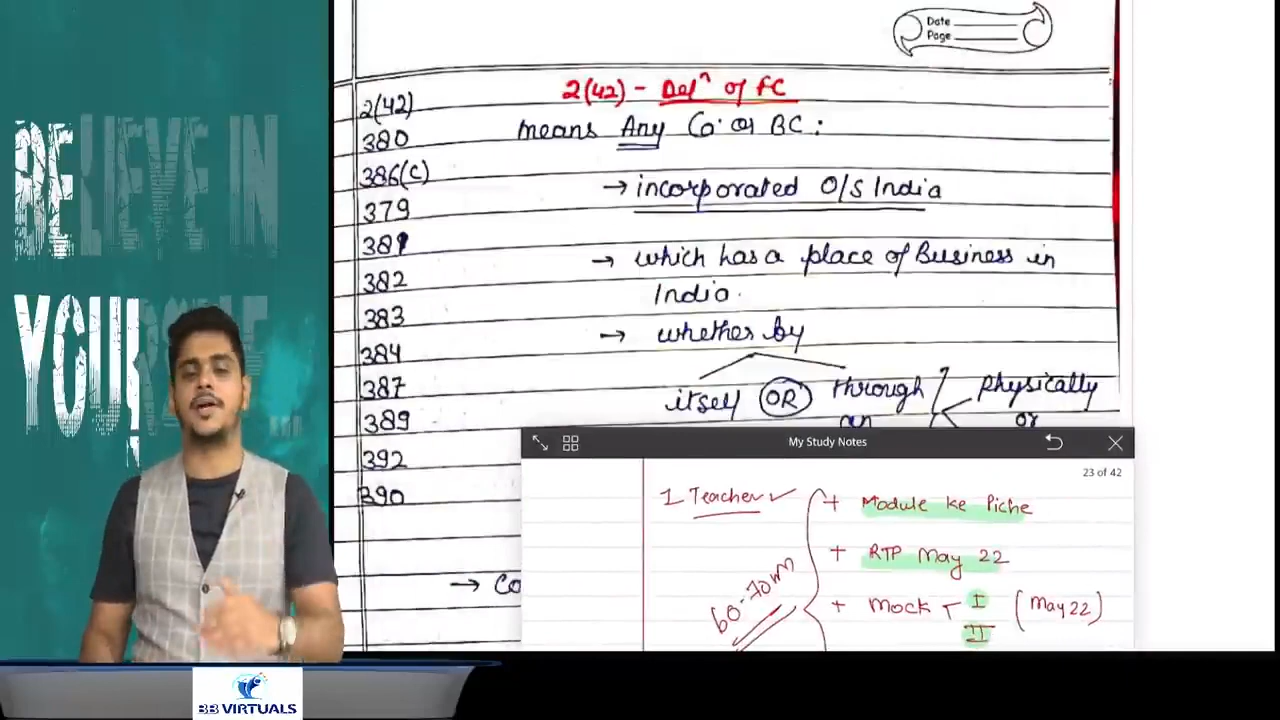 BELIEVE IN
YOUR
Date
Page
2(42)
380
386(C)
379
381
382
383
384
387
389
392
390
2(42) - Defⁿ of FC
means Any Co. or BC :
→ incorporated O/S India
→ which has a place of Business in
India.
→ whether by
itself OR through
an
physically
or
→ Co
My Study Notes
23 of 42
1 Teacher ✓
+ Module ke Piche
+ RTP May 22
+ Mock I (May 22)
II
60-70 um
BB VIRTUALS